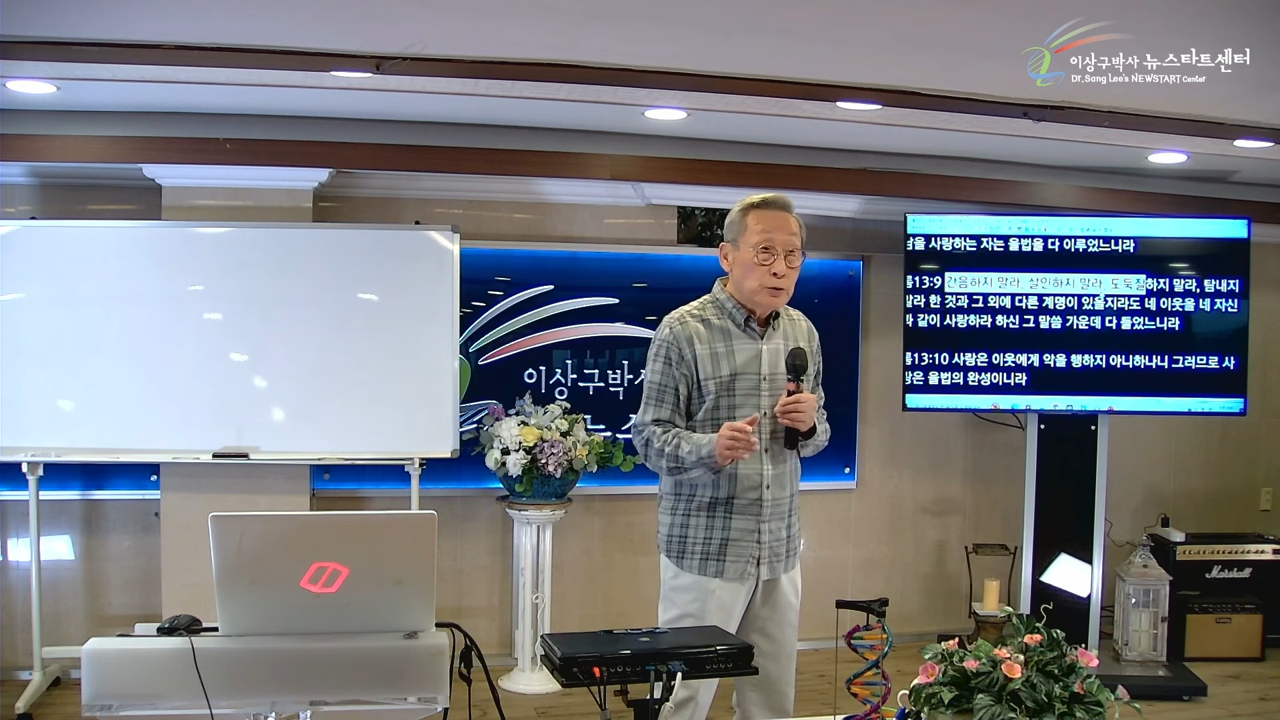 이상구박사 뉴스타트센터
Dr. Sang Lee's NEWSTART Center
남을 사랑하는 자는 율법을 다 이루었느니라
롬13:9 간음하지 말라, 살인하지 말라, 도둑질하지 말라, 탐내지
말라 한 것과 그 외에 다른 계명이 있을지라도 네 이웃을 네 자신
과 같이 사랑하라 하신 그 말씀 가운데 다 들었느니라
롬13:10 사랑은 이웃에게 악을 행하지 아니하나니 그러므로 사
랑은 율법의 완성이니라
이상구박사
뉴스
Marshall